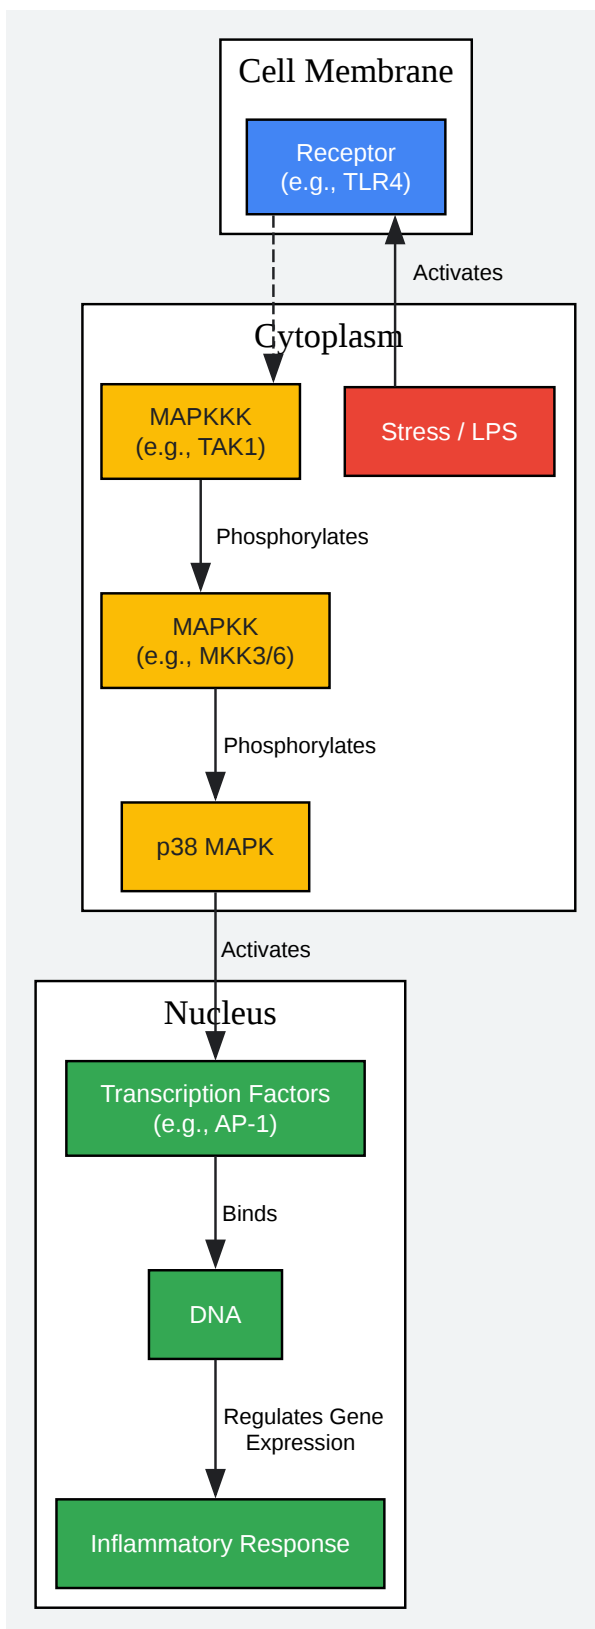 Cell Membrane
Receptor
(e.g., TLR4)
Activates
Cytoplasm
MAPKKK
(e.g., TAK1)
Stress / LPS
Phosphorylates
MAPKK
(e.g., MKK3/6)
Phosphorylates
p38 MAPK
Activates
Nucleus
Transcription Factors
(e.g., AP-1)
Binds
DNA
Regulates Gene
Expression
Inflammatory Response